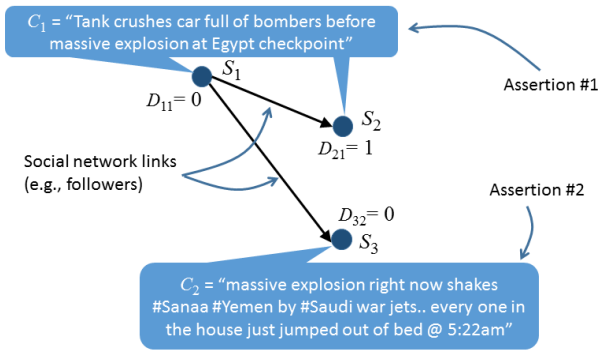 C1 = “Tank crushes car full of bombers before
massive explosion at Egypt checkpoint”
S1
Assertion #1
D11= 0
S2
D21= 1
Social network links
(e.g., followers)
Assertion #2
D32= 0
S3
C2 = “massive explosion right now shakes
#Sanaa #Yemen by #Saudi war jets.. every one in
the house just jumped out of bed @ 5:22am”